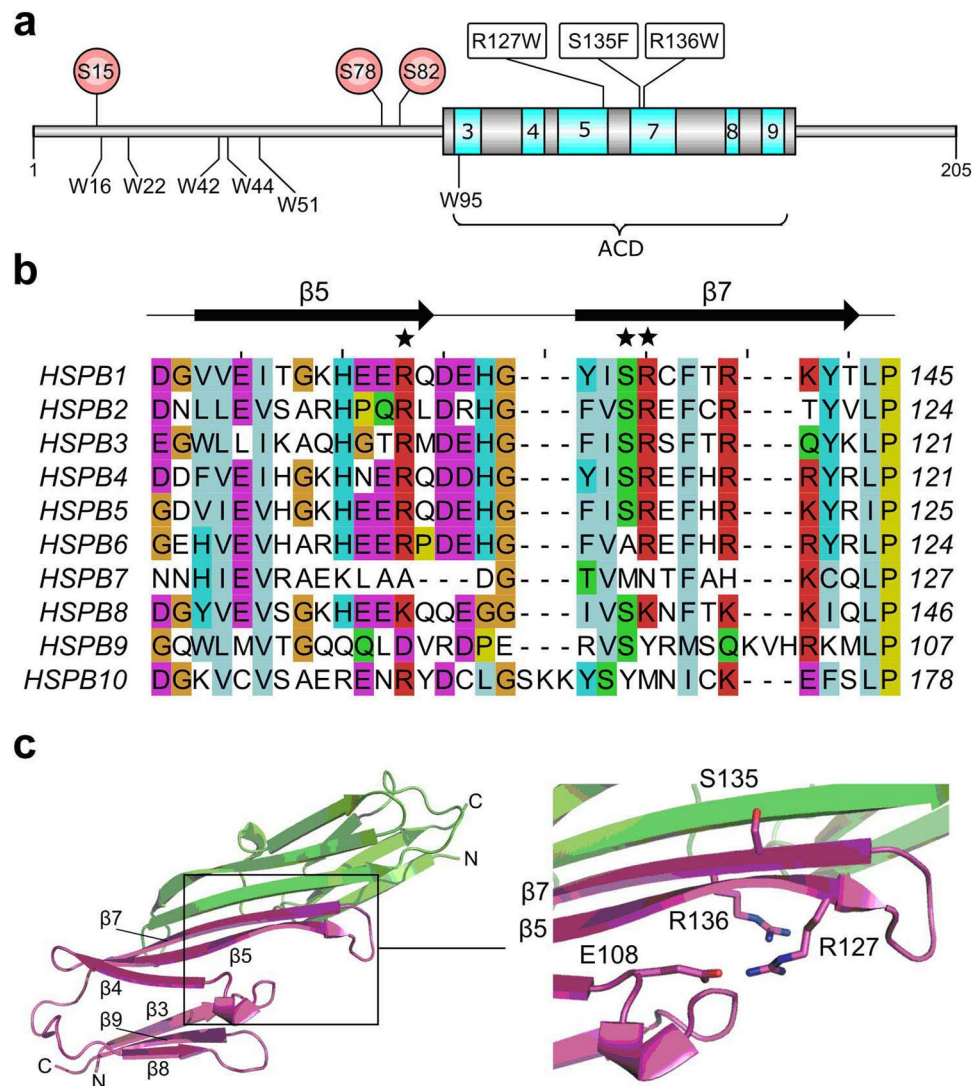 a
R127W S135F R136W
S15 S78 S82
3 4 5 7 8 9
1 205
W16 W22 W42 W44 W51 W95
ACD
b
β5 β7
HSPB1 DGVVEITGKHEERQDEHG---YISRCFTR---KYTLP 145
HSPB2 DNLLEVSARHPQRLDRHG---FVSREFCR---TYVLP 124
HSPB3 EGWLLIKAQHGTRMDEHG---FISRSFTR---QYKLP 121
HSPB4 DDFVEIHGKHNERQDDHG---YISREFHR---RYRLP 121
HSPB5 GDVIEVHGKHEERQDEHG---FISREFHR---KYRIP 125
HSPB6 GEHVEVHARHEERPDEHG---FVAREFHR---RYRLP 124
HSPB7 NNHIEVRAEKLAA---DG---TVMNTFAH---KCQLP 127
HSPB8 DGYVEVSGKHEEKQQEGG---IVSKNFTK---KIQLP 146
HSPB9 GQWLMVTGQQQLDVRDPE---RVSYRMSQKVHRKMLP 107
HSPB10 DGKVCVSAERENRYDCLGSKKYSYMNICK---EFSLP 178
c
C
N
β7
β5
β4
β3
β9
β8
C
N
S135
β7
β5
R136
R127
E108